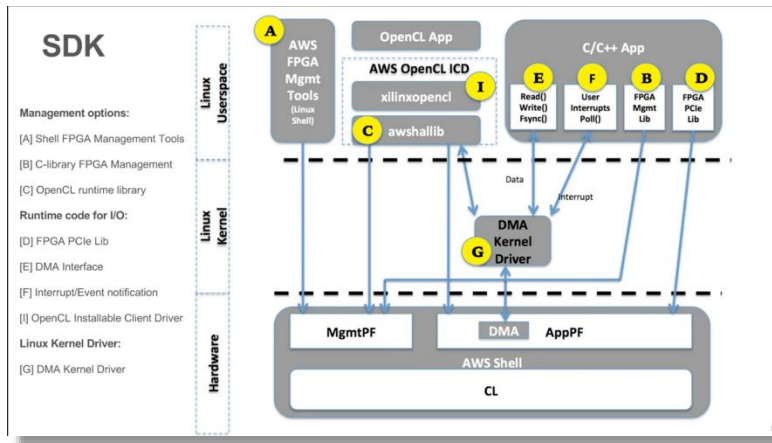 SDK
Management options:
[A] Shell FPGA Management Tools
[B] C-library FPGA Management
[C] OpenCL runtime library
Runtime code for I/O:
[D] FPGA PCIe Lib
[E] DMA Interface
[F] Interrupt/Event notification
[I] OpenCL Installable Client Driver
Linux Kernel Driver:
[G] DMA Kernel Driver
Linux
Userspace
Linux
Kernel
Hardware
A
AWS
FPGA
Mgmt
Tools
(Linux
Shell)
OpenCL App
AWS OpenCL ICD
I
xilinxopencl
C
awshallib
C/C++ App
E
Read()
Write()
Fsync()
F
User
Interrupts
Poll()
B
FPGA
Mgmt
Lib
D
FPGA
PCIe
Lib
Data
Interrupt
DMA
Kernel
Driver
G
MgmtPF
DMA
AppPF
AWS Shell
CL